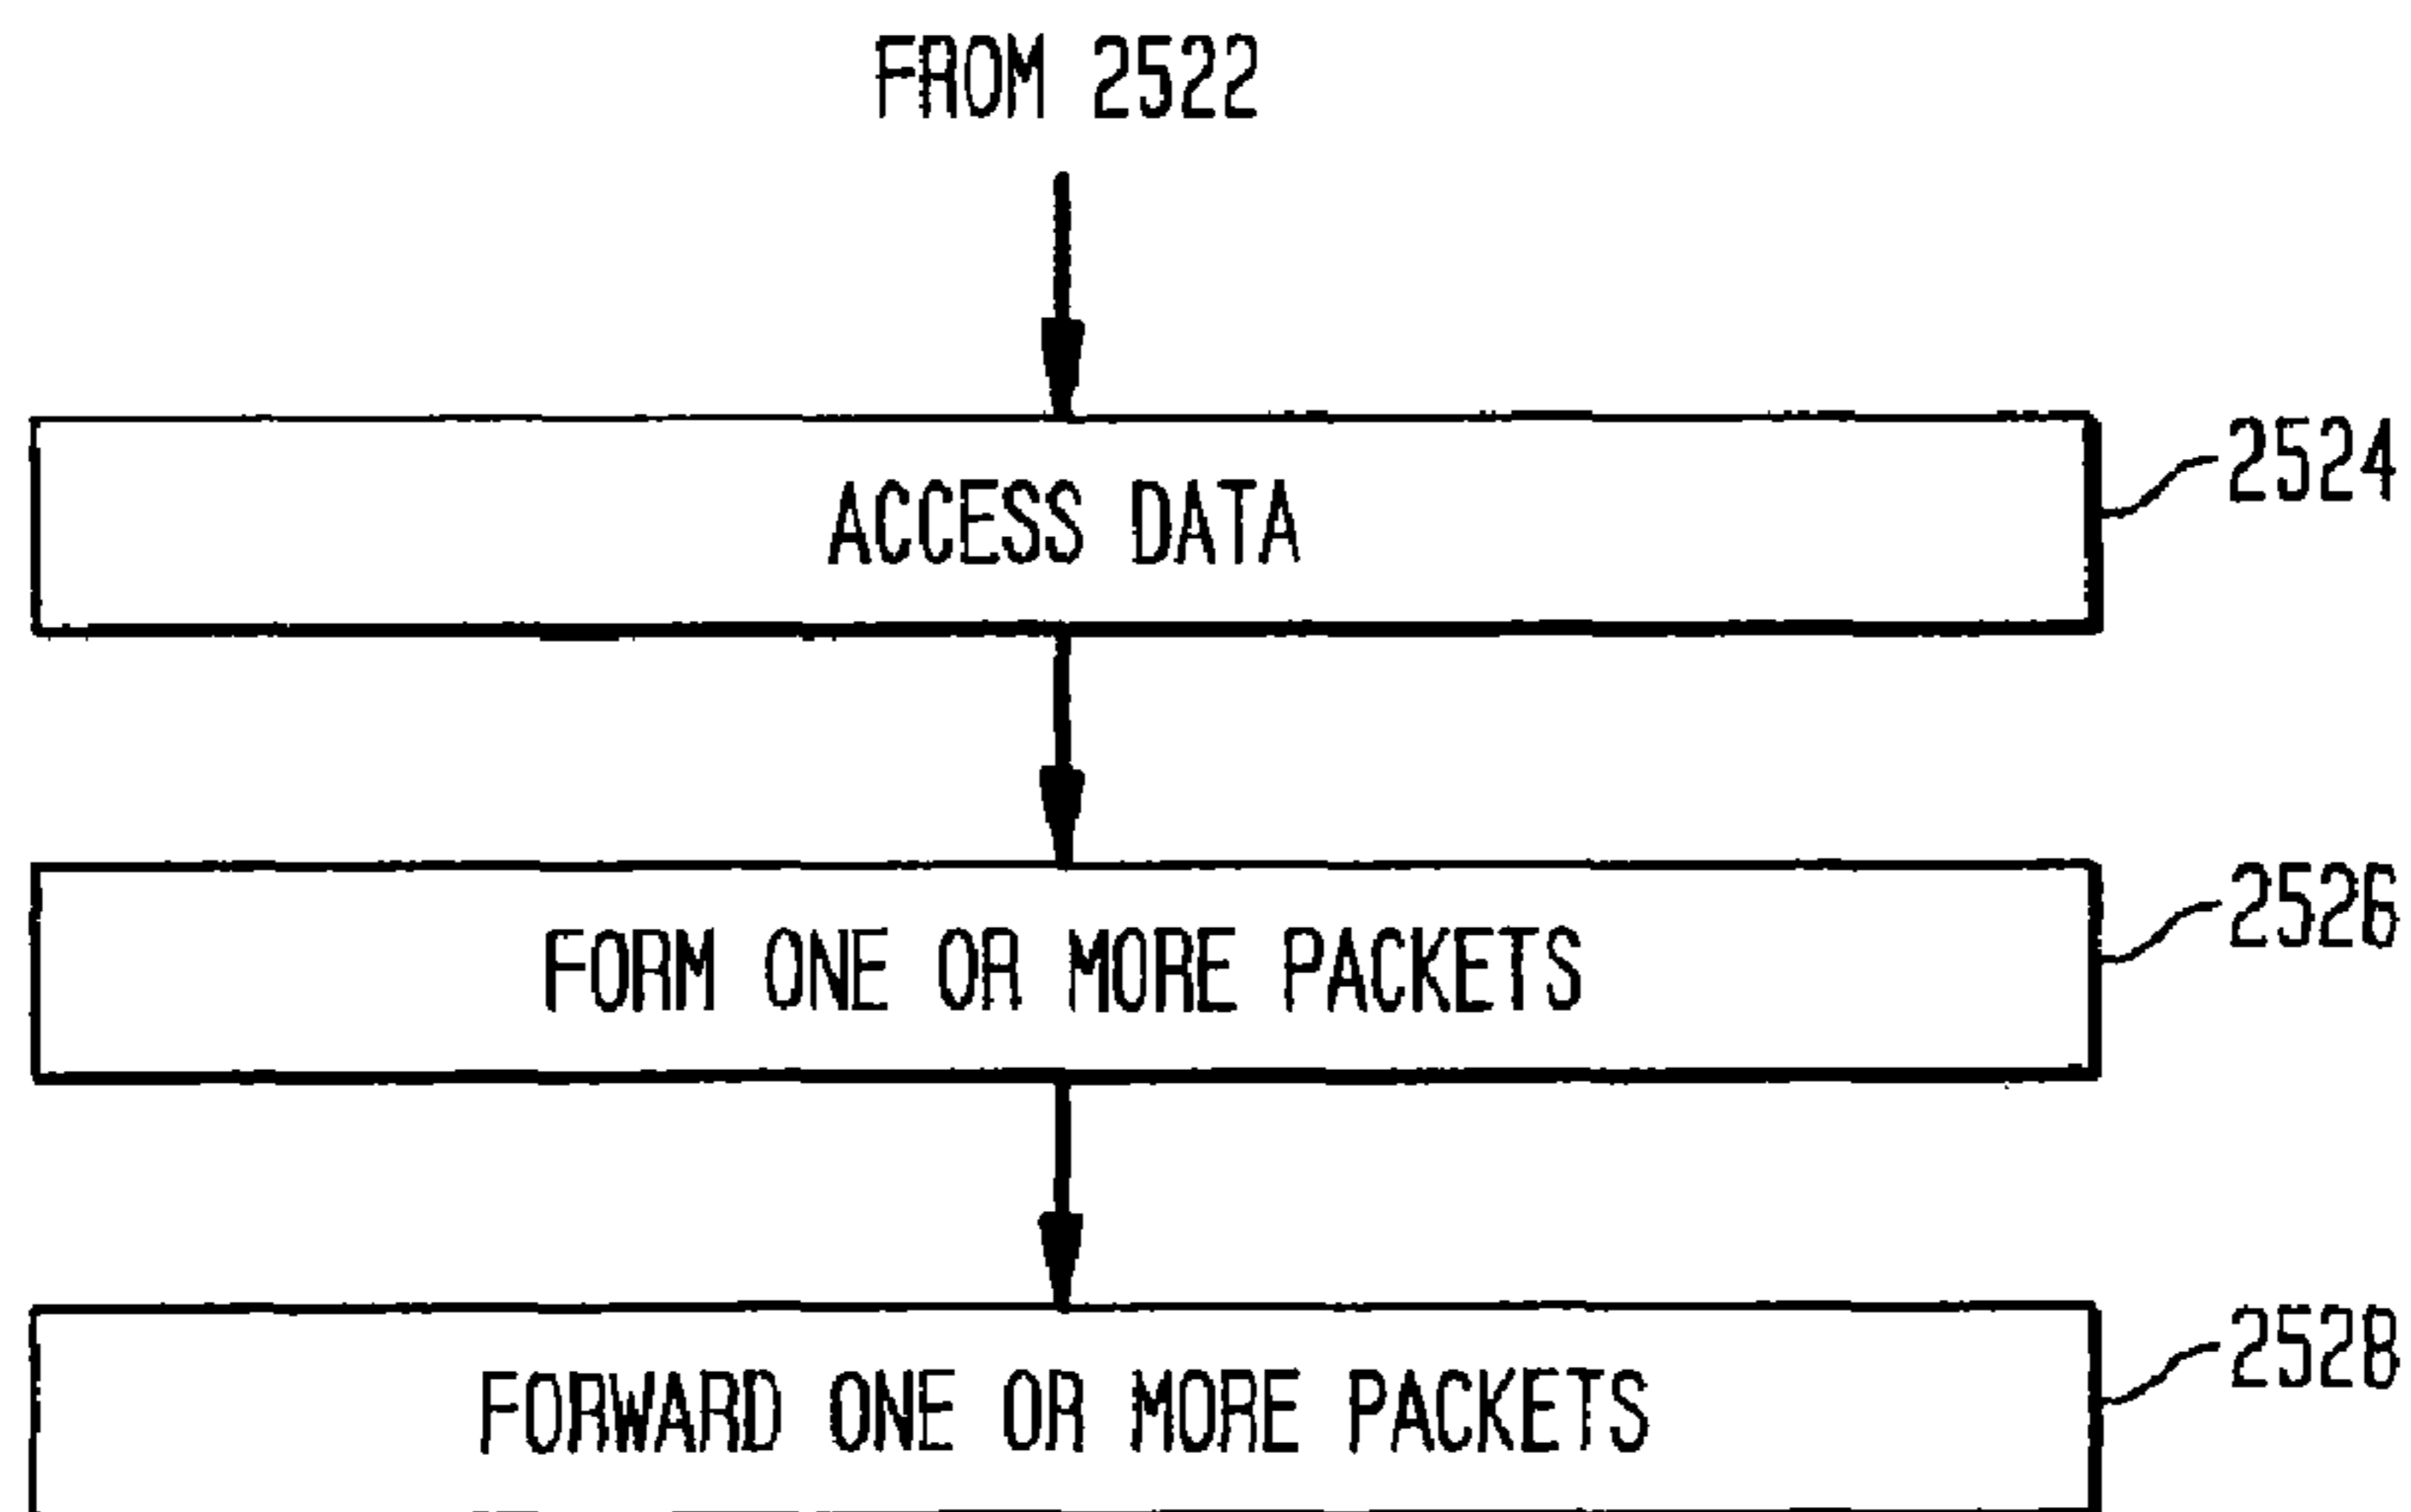 FROM 2522
ACCESS DATA
2524
FORM ONE OR MORE PACKETS
2526
FORWARD ONE OR MORE PACKETS
2528